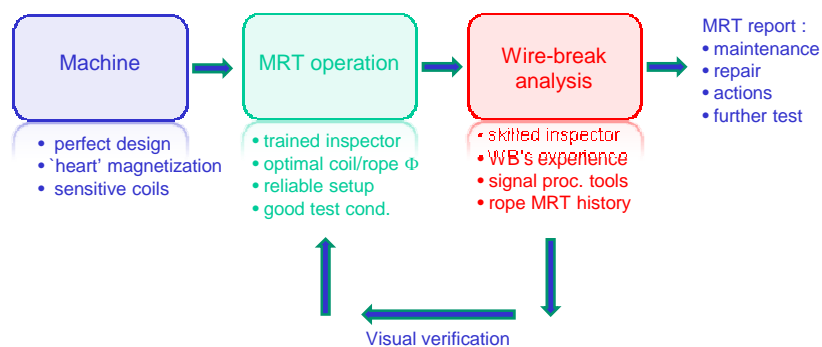 Machine
• perfect design
• `heart' magnetization
• sensitive coils
MRT operation
• trained inspector
• optimal coil/rope Φ
• reliable setup
• good test cond.
Wire-break
analysis
• skilled inspector
• WB's experience
• signal proc. tools
• rope MRT history
MRT report :
• maintenance
• repair
• actions
• further test
Visual verification